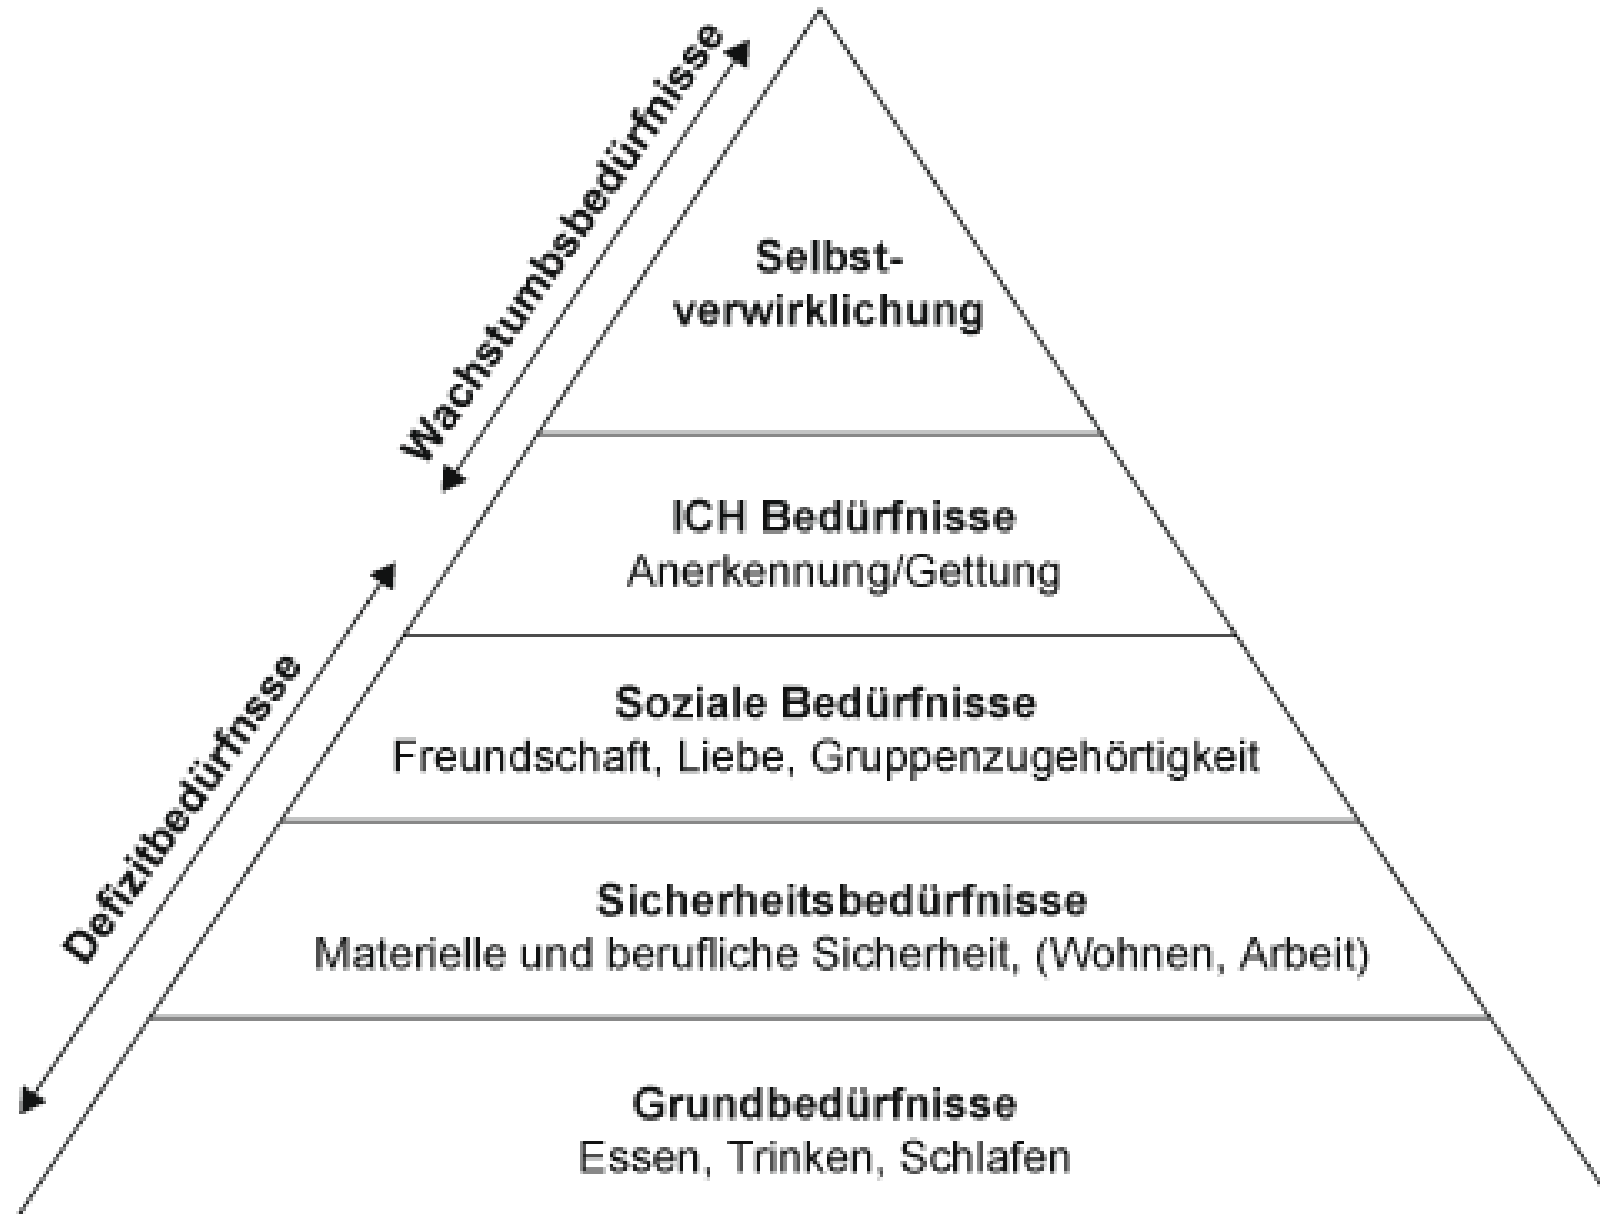 Wachstumbsbedürfnisse
Selbst-
verwirklichung
ICH Bedürfnisse
Anerkennung/Gettung
Defizitbedürfnsse
Soziale Bedürfnisse
Freundschaft, Liebe, Gruppenzugehörtigkeit
Sicherheitsbedürfnisse
Materielle und berufliche Sicherheit, (Wohnen, Arbeit)
Grundbedürfnisse
Essen, Trinken, Schlafen